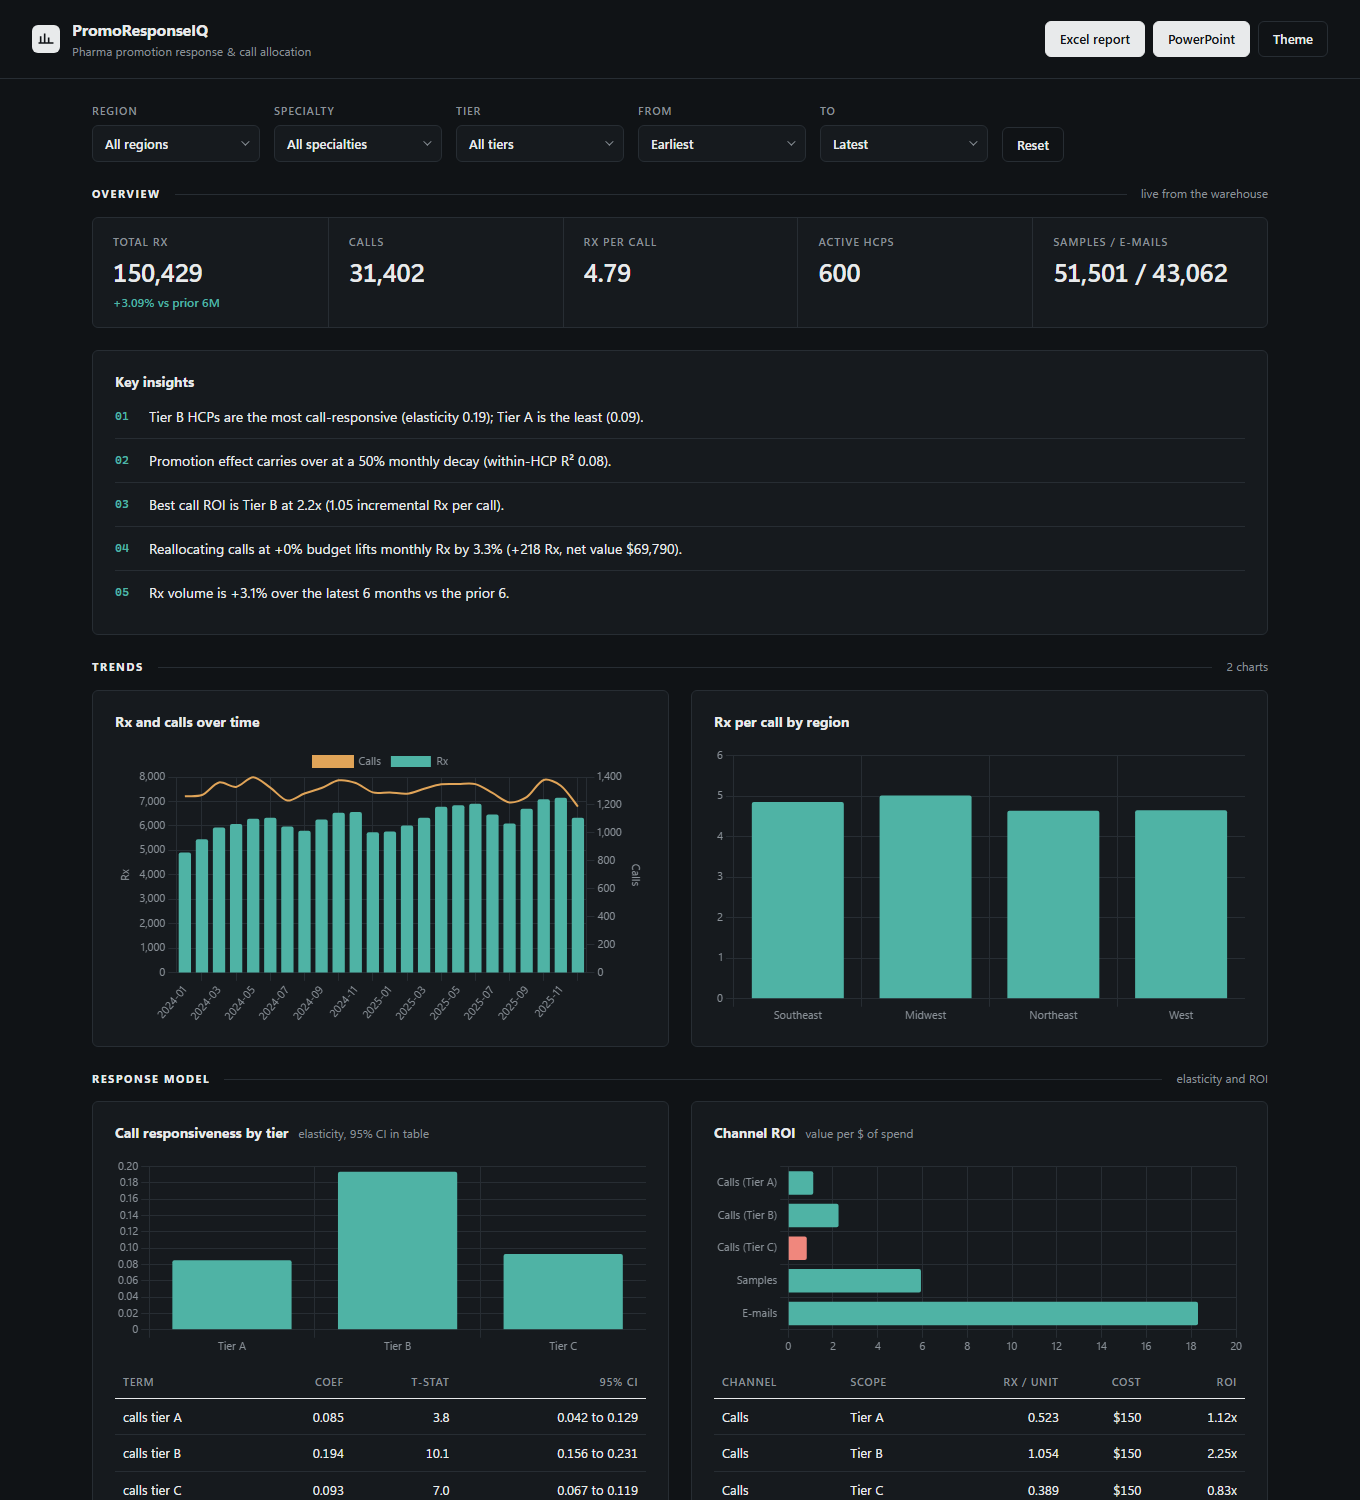 PromoResponseIQ
Pharma promotion response & call allocation
Excel report
PowerPoint
Theme
REGION
SPECIALTY
TIER
FROM
TO
All regions
All specialties
All tiers
Earliest
Latest
Reset
OVERVIEW
live from the warehouse
TOTAL RX
CALLS
RX PER CALL
ACTIVE HCPS
SAMPLES / E-MAILS
150,429
31,402
4.79
600
51,501 / 43,062
+3.09% vs prior 6M
Key insights
01 Tier B HCPs are the most call-responsive (elasticity 0.19); Tier A is the least (0.09).
02 Promotion effect carries over at a 50% monthly decay (within-HCP R² 0.08).
03 Best call ROI is Tier B at 2.2x (1.05 incremental Rx per call).
04 Reallocating calls at +0% budget lifts monthly Rx by 3.3% (+218 Rx, net value $69,790).
05 Rx volume is +3.1% over the latest 6 months vs the prior 6.
TRENDS
2 charts
Rx and calls over time
Calls
Rx
8,000
7,000
6,000
5,000
4,000
3,000
2,000
1,000
0
Rx
1,400
1,200
1,000
800
600
400
200
0
Calls
2024-01
2024-03
2024-05
2024-07
2024-09
2024-11
2025-01
2025-03
2025-05
2025-07
2025-09
2025-11
Rx per call by region
6
5
4
3
2
1
0
Southeast
Midwest
Northeast
West
RESPONSE MODEL
elasticity and ROI
Call responsiveness by tier elasticity, 95% CI in table
0.20
0.18
0.16
0.14
0.12
0.10
0.08
0.06
0.04
0.02
0
Tier A
Tier B
Tier C
TERM COEF T-STAT 95% CI
calls tier A 0.085 3.8 0.042 to 0.129
calls tier B 0.194 10.1 0.156 to 0.231
calls tier C 0.093 7.0 0.067 to 0.119
Channel ROI value per $ of spend
Calls (Tier A)
Calls (Tier B)
Calls (Tier C)
Samples
E-mails
0
2
4
6
8
10
12
14
16
18
20
CHANNEL SCOPE RX / UNIT COST ROI
Calls Tier A 0.523 $150 1.12x
Calls Tier B 1.054 $150 2.25x
Calls Tier C 0.389 $150 0.83x